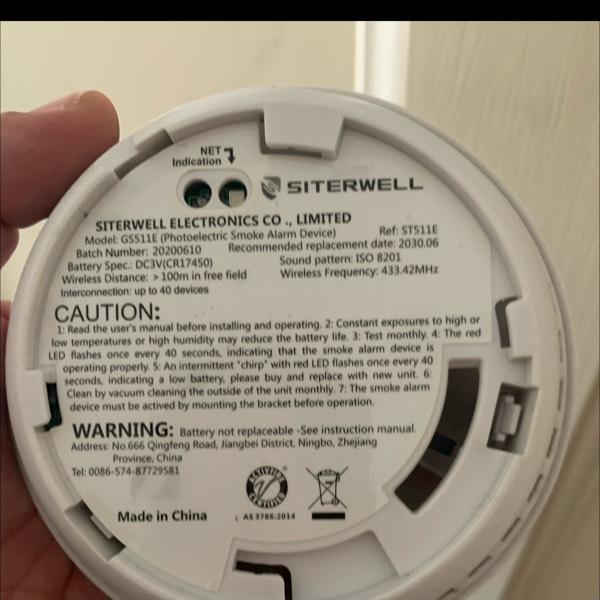 NET
Indication
SITERWELL
SITERWELL ELECTRONICS CO ., LIMITED
Model: GS511E (Photoelectric Smoke Alarm Device) Ref: ST511E
Batch Number: 20200610 Recommended replacement date: 2030.06
Battery Spec.: DC3V(CR17450) Sound pattern: ISO 8201
Wireless Distance: >100m in free field Wireless Frequency: 433.42MHz
Interconnection: up to 40 devices
CAUTION:
1: Read the user's manual before installing and operating. 2: Constant exposures to high or
low temperatures or high humidity may reduce the battery life. 3: Test monthly. 4: The red
LED flashes once every 40 seconds, indicating that the smoke alarm device is
operating properly. 5: An intermittent "chirp" with red LED flashes once every 40
seconds, indicating a low battery, please buy and replace with new unit. 6:
Clean by vacuum cleaning the outside of the unit monthly. 7: The smoke alarm
device must be actived by mounting the bracket before operation.
WARNING: Battery not replaceable -See instruction manual.
Address: No.666 Qingfeng Road, Jiangbei District, Ningbo, Zhejiang
Province, China
Tel: 0086-574-87729581
ACTIVFIRE
CERTIFIED
Made in China
AS 3786:2014